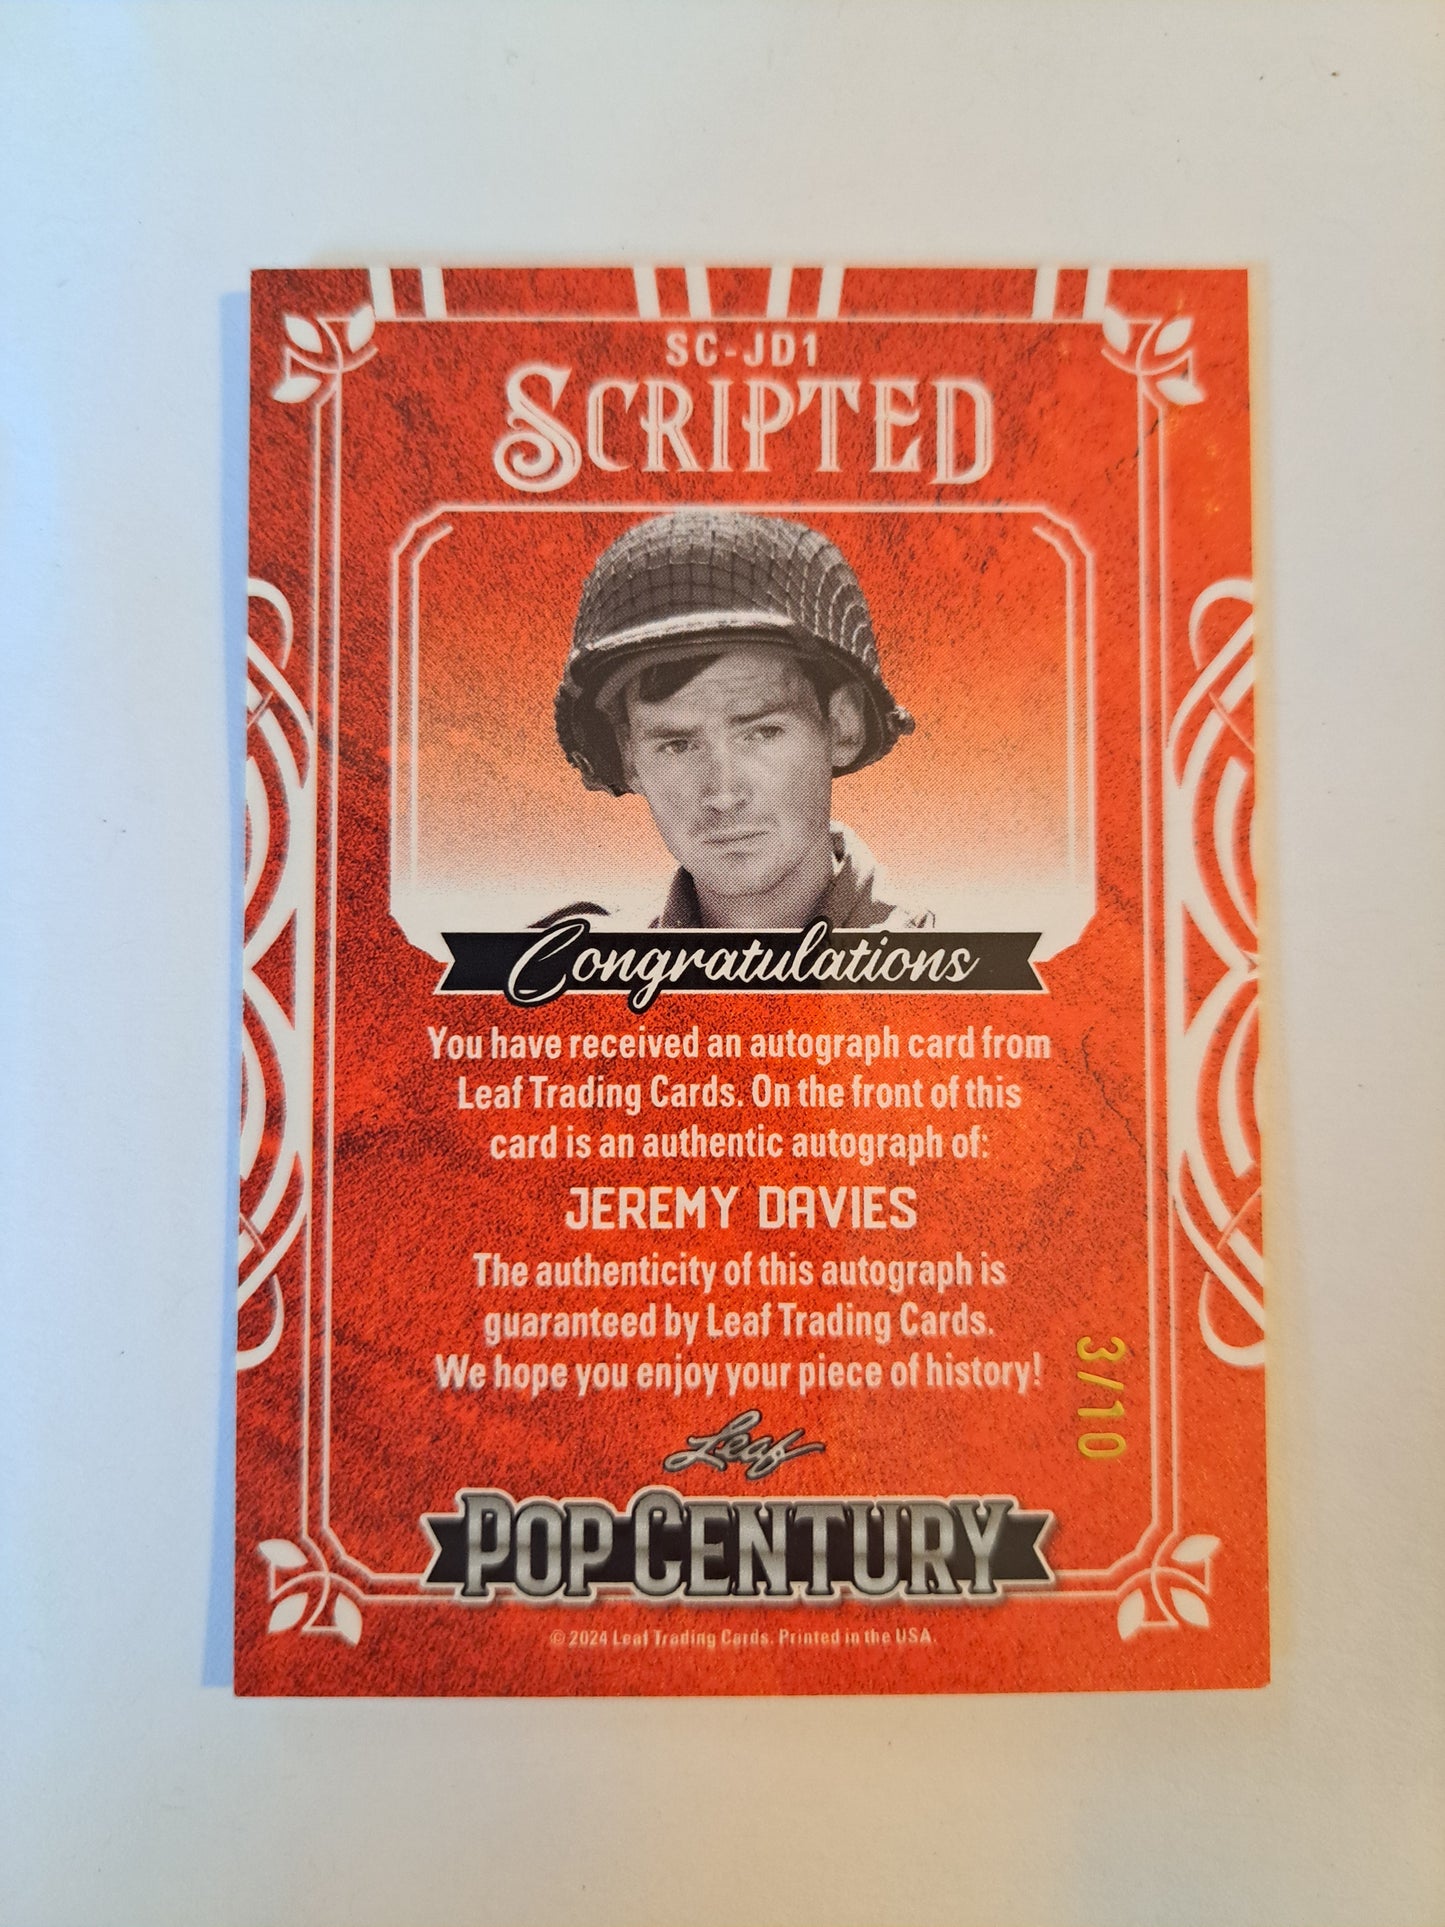 SC-JD1
SCRIPTED
Congratulations
You have received an autograph card from
Leaf Trading Cards. On the front of this
card is an authentic autograph of:
JEREMY DAVIES
The authenticity of this autograph is
guaranteed by Leaf Trading Cards.
We hope you enjoy your piece of history!
3/10
Leaf
POP CENTURY
© 2024 Leaf Trading Cards. Printed in the USA.